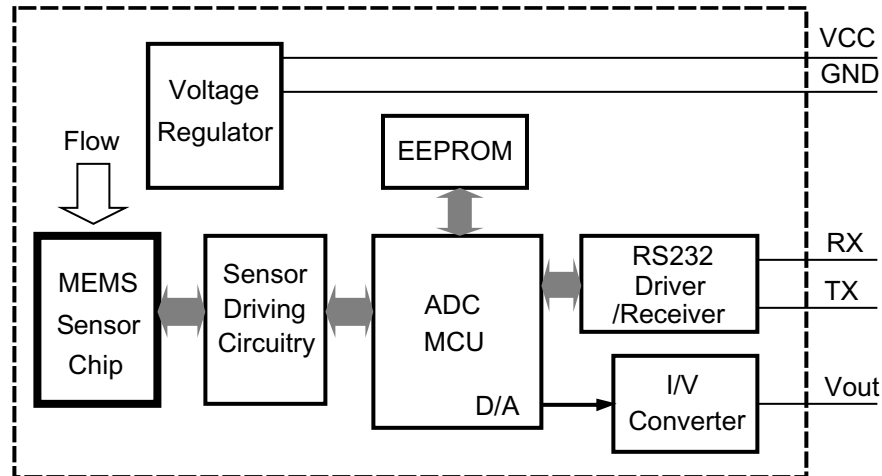 VCC
GND
Voltage
Regulator
EEPROM
Flow
MEMS
Sensor
Chip
Sensor
Driving
Circuitry
ADC
MCU
D/A
RS232
Driver
/Receiver
RX
TX
I/V
Converter
Vout